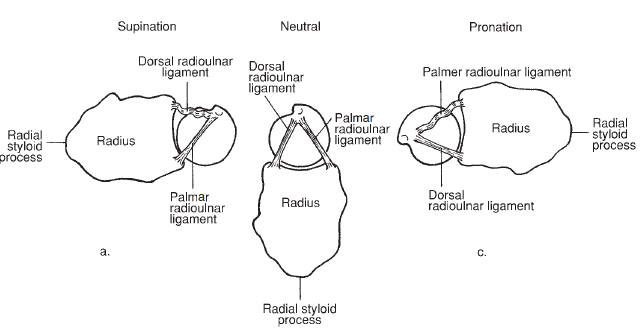 Supination
Neutral
Pronation
Dorsal radioulnar
ligament
Radius
Radial
styloid
process
Palmar
radioulnar
ligament
a.
Dorsal
radioulnar
ligament
Palmar
radioulnar
ligament
Radius
Radial styloid
process
Palmer radioulnar ligament
Radius
Radial
styloid
process
Dorsal
radioulnar ligament
c.